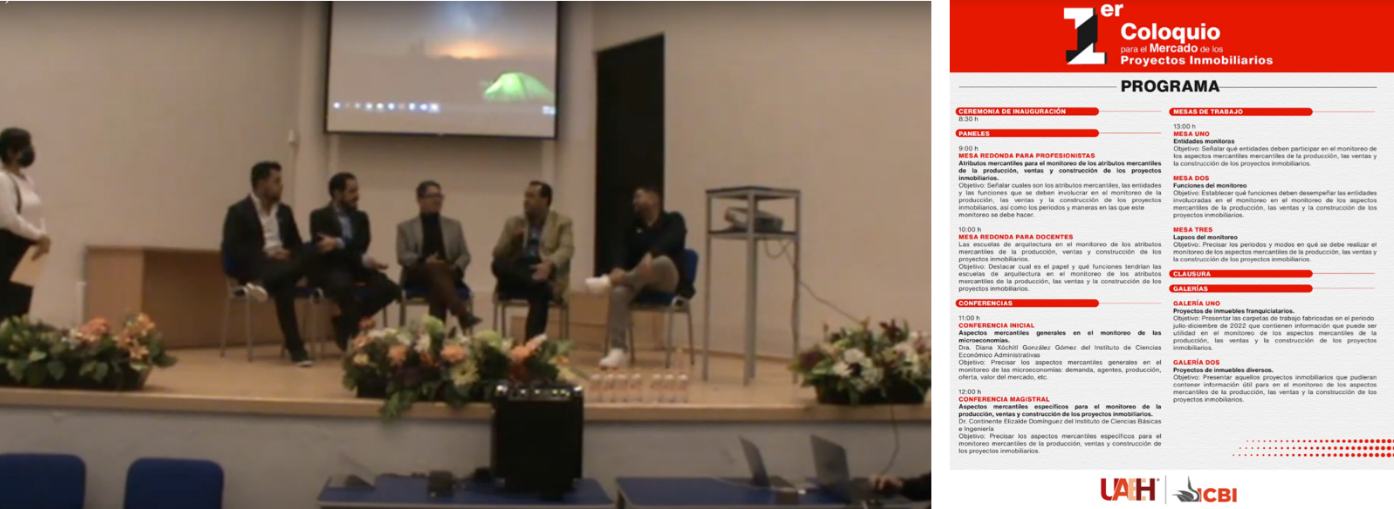 1er
Coloquio
para el Mercado de los
Proyectos Inmobiliarios
PROGRAMA
CEREMONIA DE INAUGURACIÓN
8:30 h
PANELES
9:00 h
MESA REDONDA PARA PROFESIONISTAS
Atributos mercantiles para el monitoreo de los atributos mercantiles
de la producción, ventas y construcción de los proyectos
inmobiliarios.
Objetivo: Señalar cuales son los atributos mercantiles, las entidades
y las funciones que se deben involucrar en el monitoreo de la
producción, las ventas y la construcción de los proyectos
inmobiliarios, así como los periodos y maneras en las que este
monitoreo se debe hacer.
10:00 h
MESA REDONDA PARA DOCENTES
Las escuelas de arquitectura en el monitoreo de los atributos
mercantiles de la producción, ventas y construcción de los
proyectos inmobiliarios.
Objetivo: Destacar cual es el papel y qué funciones tendrían las
escuelas de arquitectura en el monitoreo de los atributos
mercantiles de la producción, las ventas y la construcción de los
proyectos inmobiliarios.
CONFERENCIAS
11:00 h
CONFERENCIA INICIAL
Aspectos mercantiles generales en el monitoreo de las
microeconomías.
Dra. Diana Xóchitl González Gómez del Instituto de Ciencias
Económico Administrativas
Objetivo: Precisar los aspectos mercantiles generales en el
monitoreo de las microeconomías: demanda, agentes, producción,
oferta, valor del mercado, etc.
12:00 h
CONFERENCIA MAGISTRAL
Aspectos mercantiles específicos para el monitoreo de la
producción, ventas y construcción de los proyectos inmobiliarios.
Dr. Continente Elizalde Domínguez del Instituto de Ciencias Básicas
e Ingeniería
Objetivo: Precisar los aspectos mercantiles específicos para el
monitoreo mercantiles de la producción, ventas y construcción de
los proyectos inmobiliarios.
MESAS DE TRABAJO
13:00 h
MESA UNO
Entidades monitoras
Objetivo: Señalar qué entidades deben participar en el monitoreo de
los aspectos mercantiles mercantiles de la producción, las ventas y
la construcción de los proyectos inmobiliarios.
MESA DOS
Funciones del monitoreo
Objetivo: Establecer qué funciones deben desempeñar las entidades
involucradas en el monitoreo en el monitoreo de los aspectos
mercantiles de la producción, las ventas y la construcción de los
proyectos inmobiliarios.
MESA TRES
Lapsos del monitoreo
Objetivo: Precisar los periodos y modos en qué se debe realizar el
monitoreo de los aspectos mercantiles de la producción, las ventas y
la construcción de los proyectos inmobiliarios.
CLAUSURA
GALERÍAS
GALERÍA UNO
Proyectos de inmuebles franquiciatarios.
Objetivo: Presentar las carpetas de trabajo fabricadas en el periodo
julio-diciembre de 2022 que contienen información que puede ser
utilidad en el monitoreo de los aspectos mercantiles de la
producción, las ventas y la construcción de los proyectos
inmobiliarios.
GALERÍA DOS
Proyectos de inmuebles diversos.
Objetivo: Presentar aquellos proyectos inmobiliarios que pudieran
contener información útil para en el monitoreo de los aspectos
mercantiles de la producción, las ventas y la construcción de los
proyectos inmobiliarios.
UAEH
ICBI